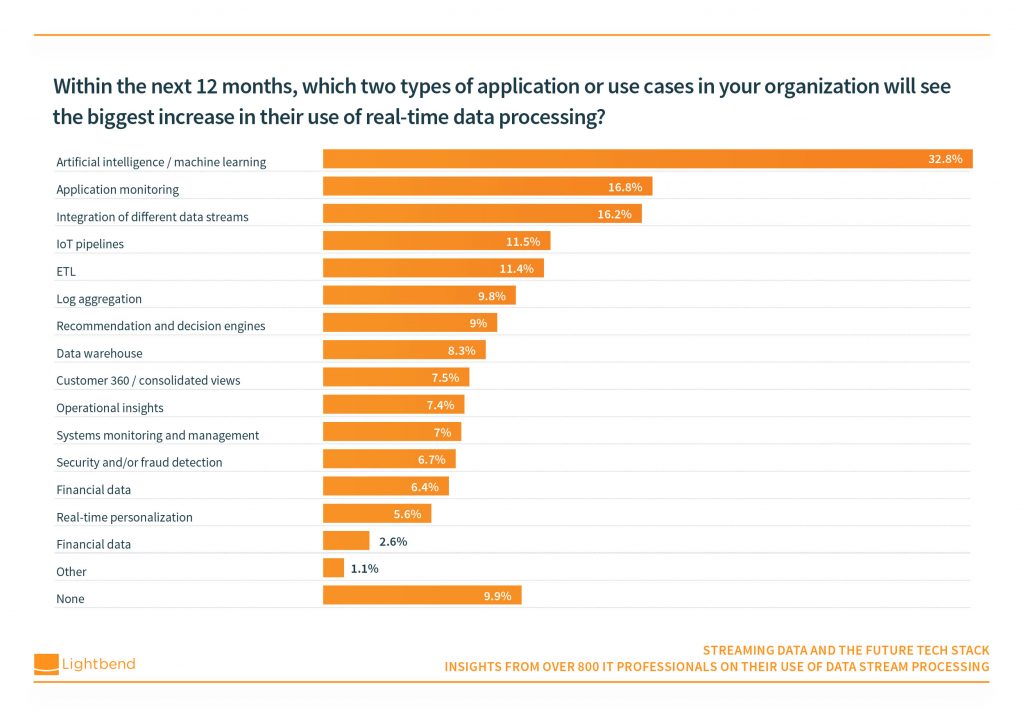 Within the next 12 months, which two types of application or use cases in your organization will see
the biggest increase in their use of real-time data processing?
Artificial intelligence / machine learning 32.8%
Application monitoring 16.8%
Integration of different data streams 16.2%
IoT pipelines 11.5%
ETL 11.4%
Log aggregation 9.8%
Recommendation and decision engines 9%
Data warehouse 8.3%
Customer 360 / consolidated views 7.5%
Operational insights 7.4%
Systems monitoring and management 7%
Security and/or fraud detection 6.7%
Financial data 6.4%
Real-time personalization 5.6%
Financial data 2.6%
Other 1.1%
None 9.9%
Lightbend
STREAMING DATA AND THE FUTURE TECH STACK
INSIGHTS FROM OVER 800 IT PROFESSIONALS ON THEIR USE OF DATA STREAM PROCESSING